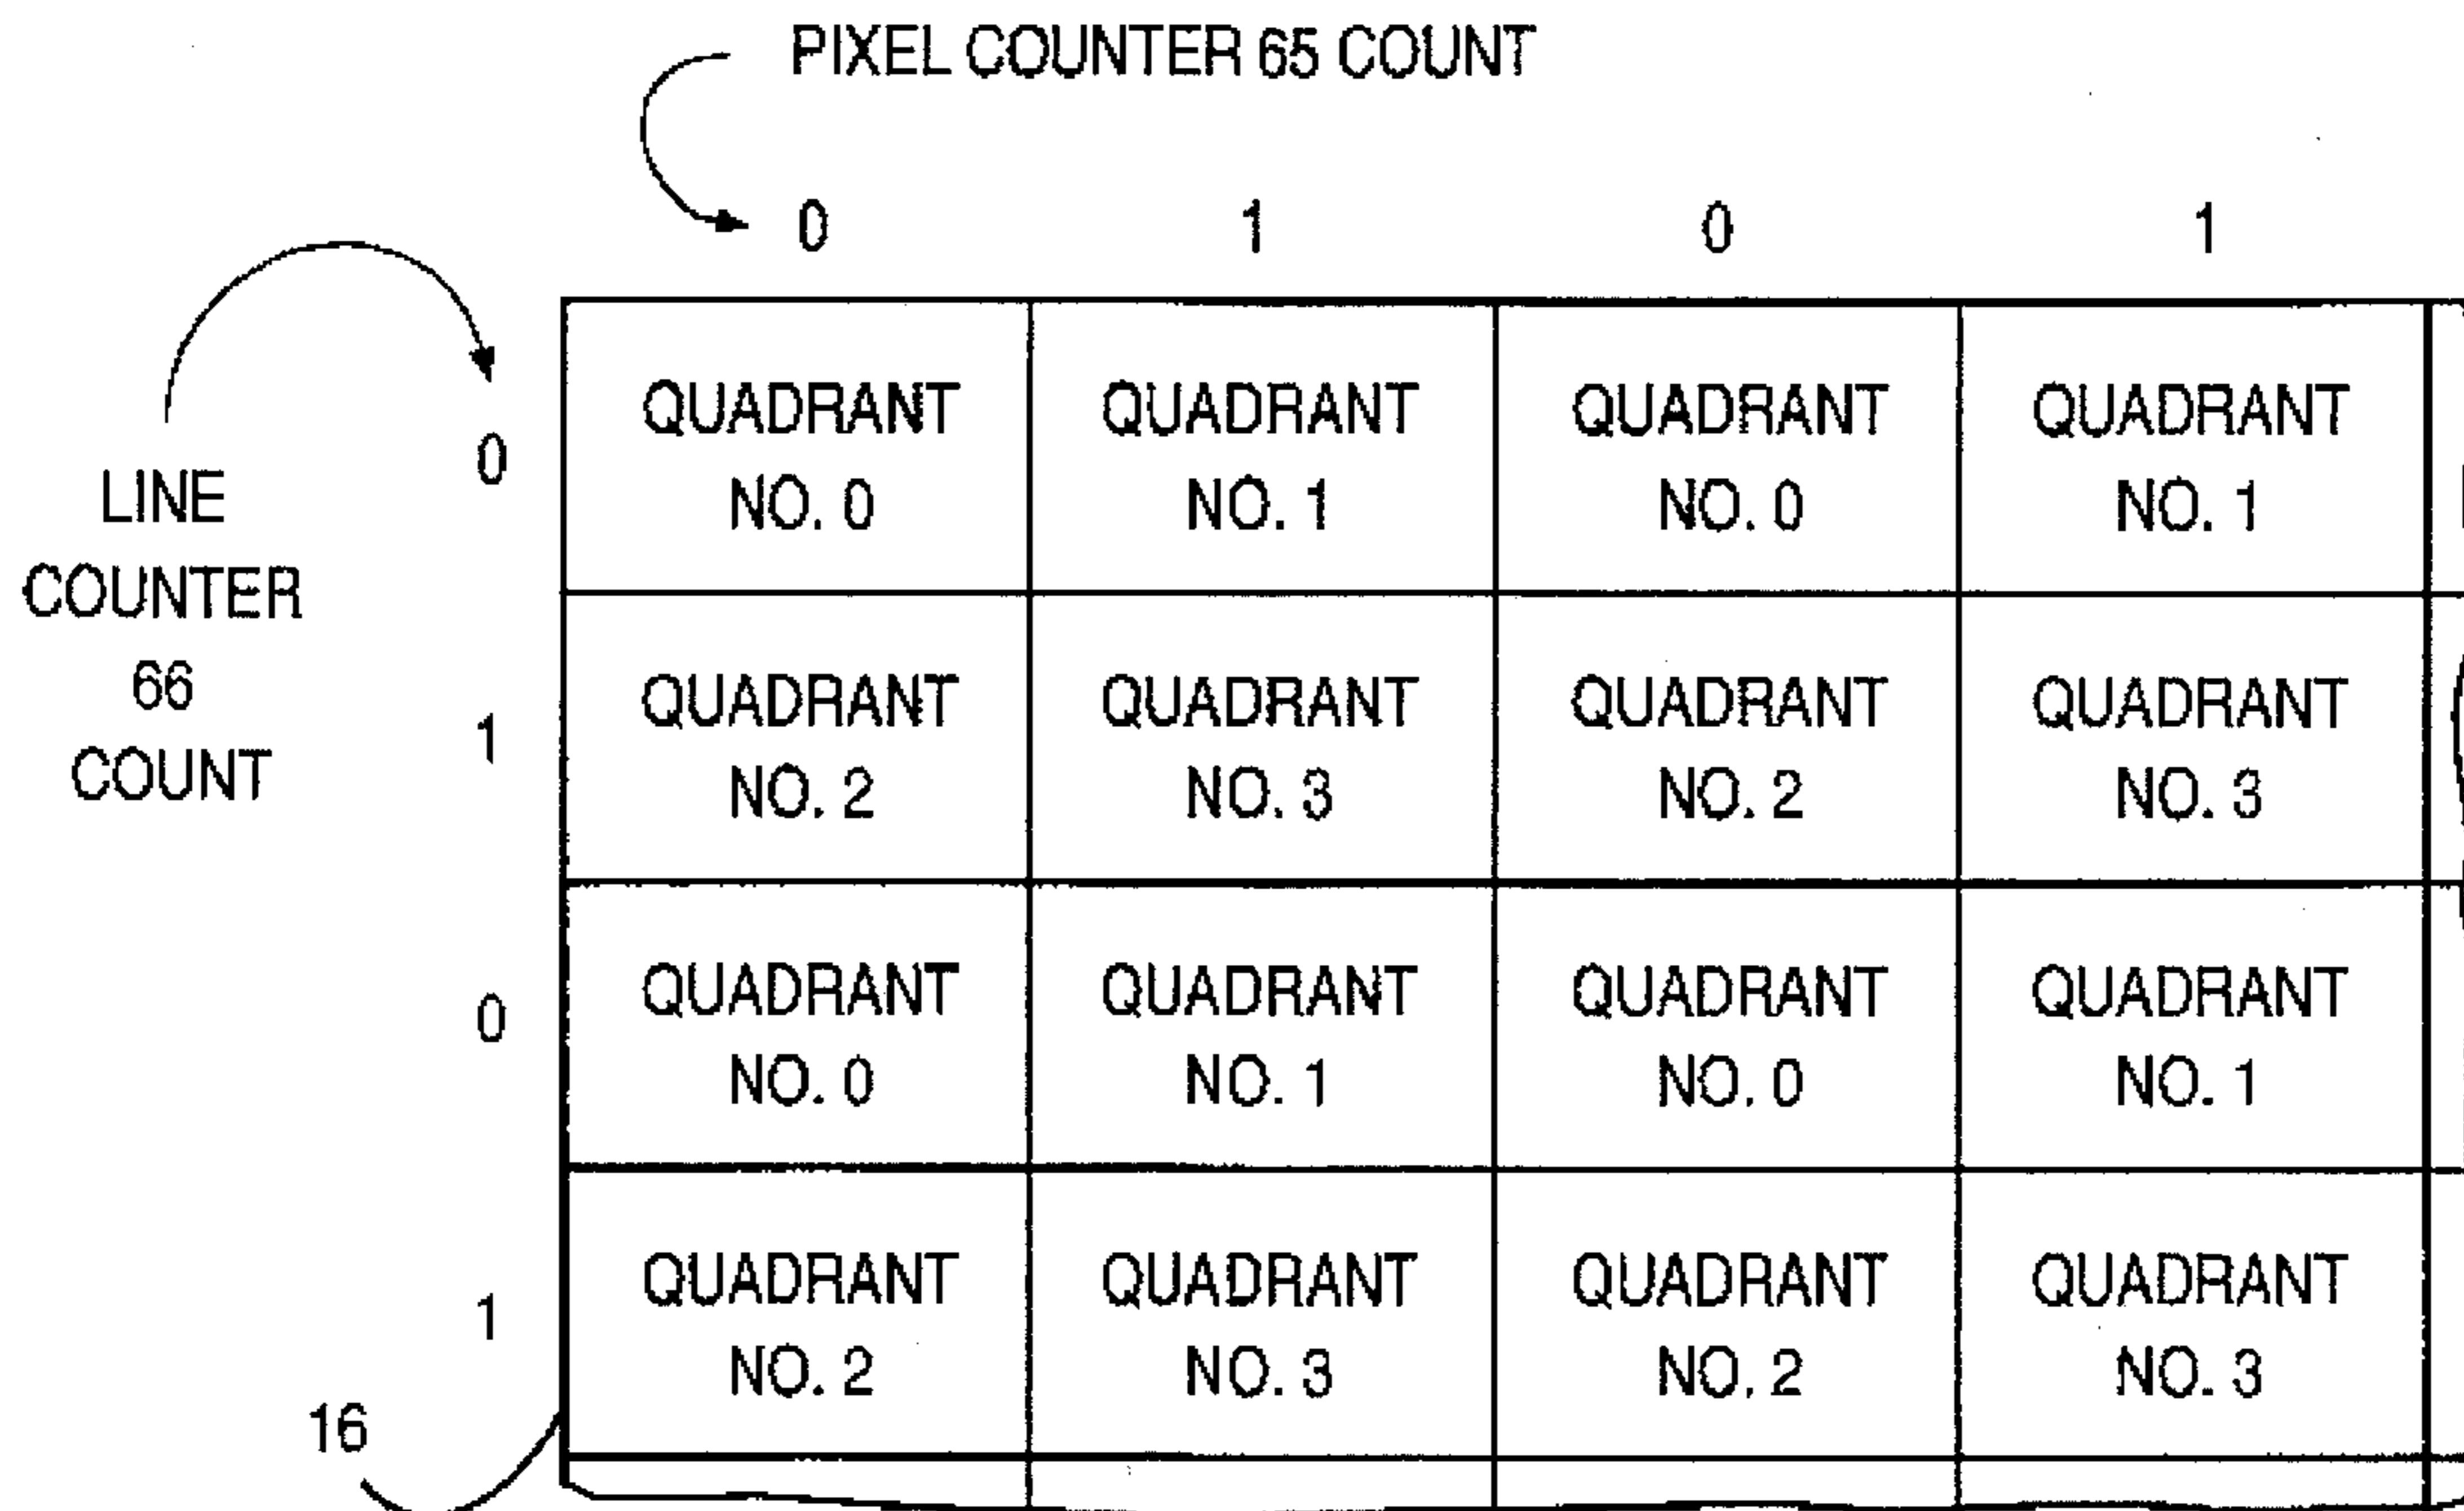 PIXEL COUNTER 65 COUNT
0 1 0 1
LINE
COUNTER
66
COUNT
0
QUADRANT QUADRANT QUADRANT QUADRANT
NO. 0 NO. 1 NO. 0 NO. 1
1
QUADRANT QUADRANT QUADRANT QUADRANT
NO. 2 NO. 3 NO. 2 NO. 3
0
QUADRANT QUADRANT QUADRANT QUADRANT
NO. 0 NO. 1 NO. 0 NO. 1
1
QUADRANT QUADRANT QUADRANT QUADRANT
NO. 2 NO. 3 NO. 2 NO. 3
16